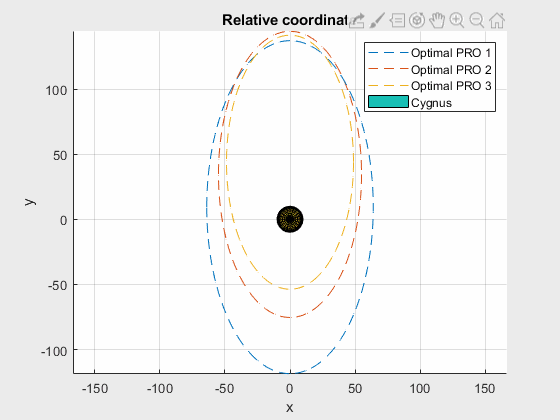 Relative coordinat
Optimal PRO 1
Optimal PRO 2
Optimal PRO 3
Cygnus
100
50
0
-50
-100
y
-150
-100
-50
0
50
100
150
x